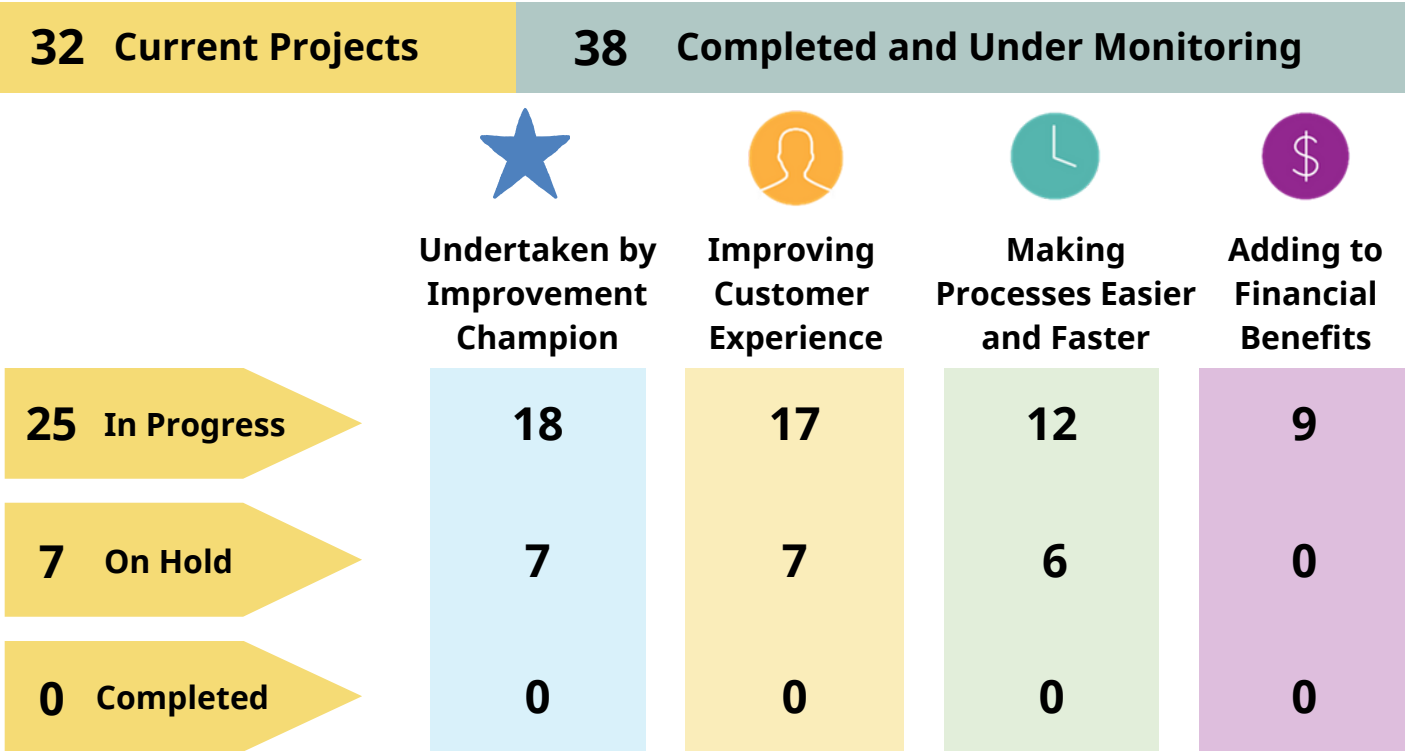 32 Current Projects
38 Completed and Under Monitoring
Undertaken by
Improvement
Champion
Improving
Customer
Experience
Making
Processes Easier
and Faster
Adding to
Financial
Benefits
25 In Progress 18 17 12 9
7 On Hold 7 7 6 0
0 Completed 0 0 0 0